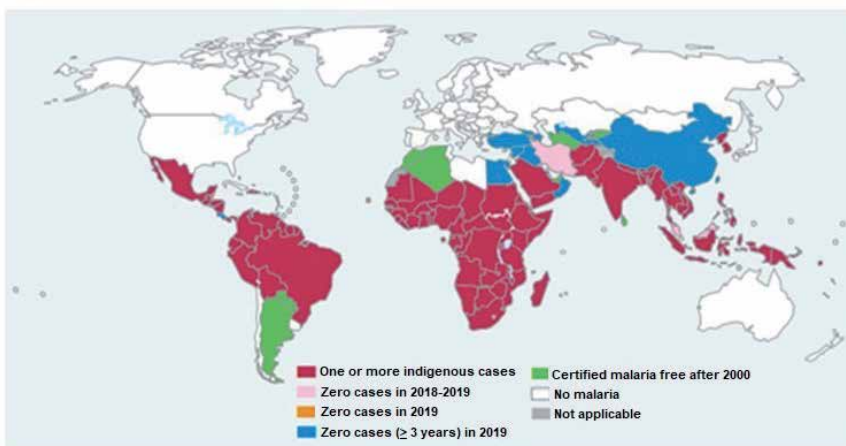 One or more indigenous cases
Zero cases in 2018-2019
Zero cases in 2019
Zero cases (≥ 3 years) in 2019
Certified malaria free after 2000
No malaria
Not applicable